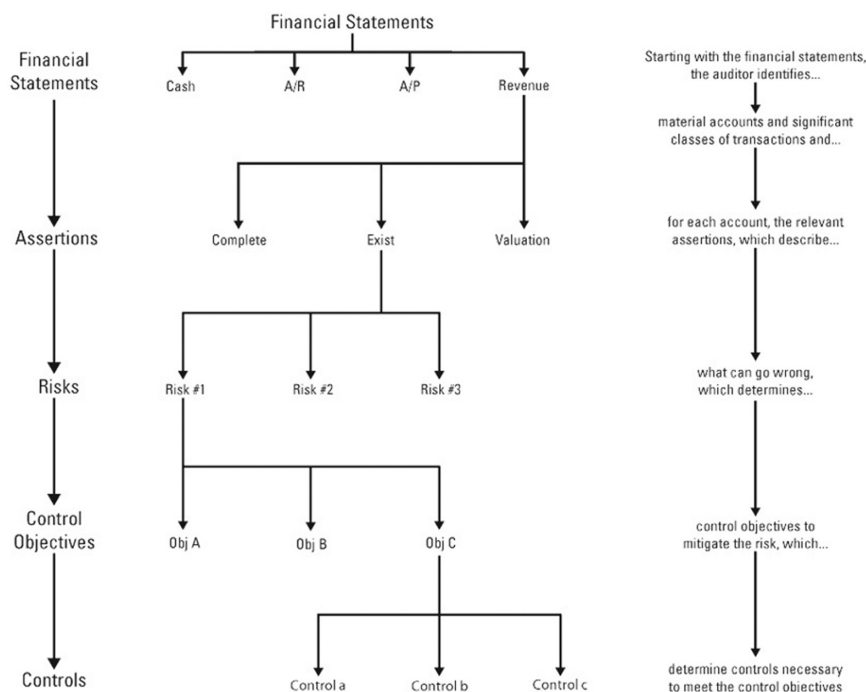 Financial Statements
Financial
Statements
Cash
A/R
A/P
Revenue
Starting with the financial statements,
the auditor identifies...
material accounts and significant
classes of transactions and...
Assertions
Complete
Exist
Valuation
for each account, the relevant
assertions, which describe...
Risks
Risk #1
Risk #2
Risk #3
what can go wrong,
which determines...
Control
Objectives
Obj A
Obj B
Obj C
control objectives to
mitigate the risk, which...
Controls
Control a
Control b
Control c
determine controls necessary
to meet the control objectives